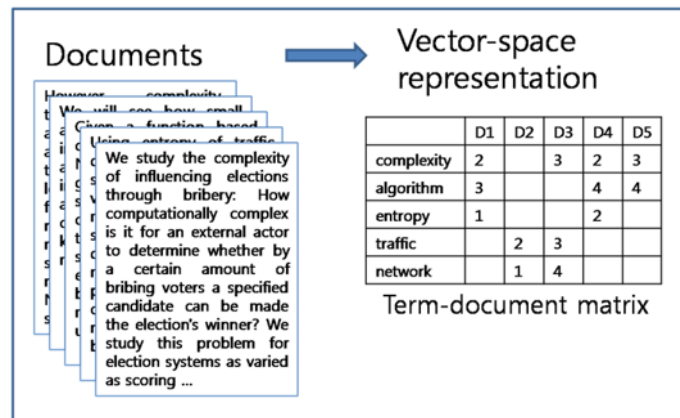 Documents
Vector-space
representation
However complexity
We will see how small
Given a function based
Using entropy of traffic
We study the complexity
of influencing elections
through bribery: How
computationally complex
is it for an external actor
to determine whether by
a certain amount of
bribing voters a specified
candidate can be made
the election's winner? We
study this problem for
election systems as varied
as scoring ...
D1 D2 D3 D4 D5
complexity 2 3 2 3
algorithm 3 4 4
entropy 1 2
traffic 2 3
network 1 4
Term-document matrix